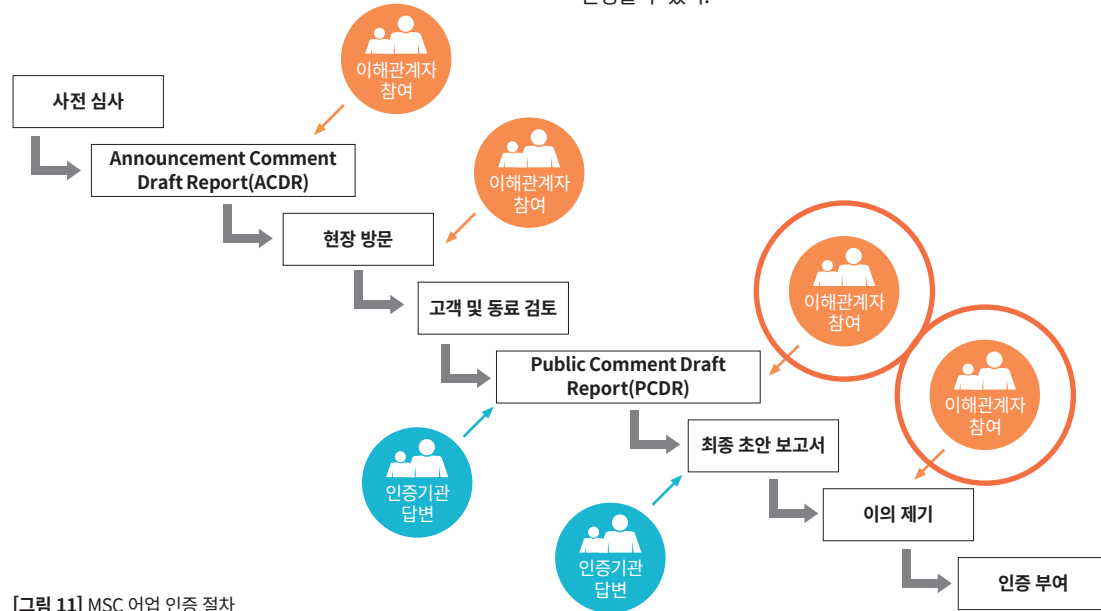 이해관계자
참여
사전 심사
Announcement Comment
Draft Report(ACDR)
이해관계자
참여
현장 방문
고객 및 동료 검토
이해관계자
참여
Public Comment Draft
Report(PCDR)
이해관계자
참여
인증기관
답변
최종 초안 보고서
이의 제기
인증기관
답변
인증 부여
[그림 11] MSC 어업 인증 절차